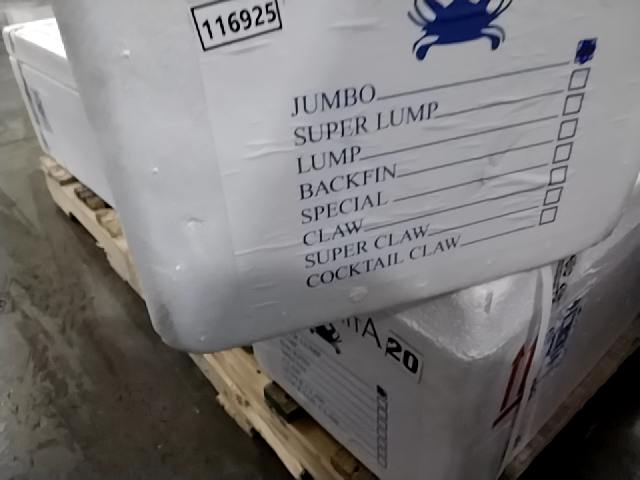 116925
JUMBO
SUPER LUMP
LUMP
BACKFIN
SPECIAL
CLAW
SUPER CLAW
COCKTAIL CLAW
20